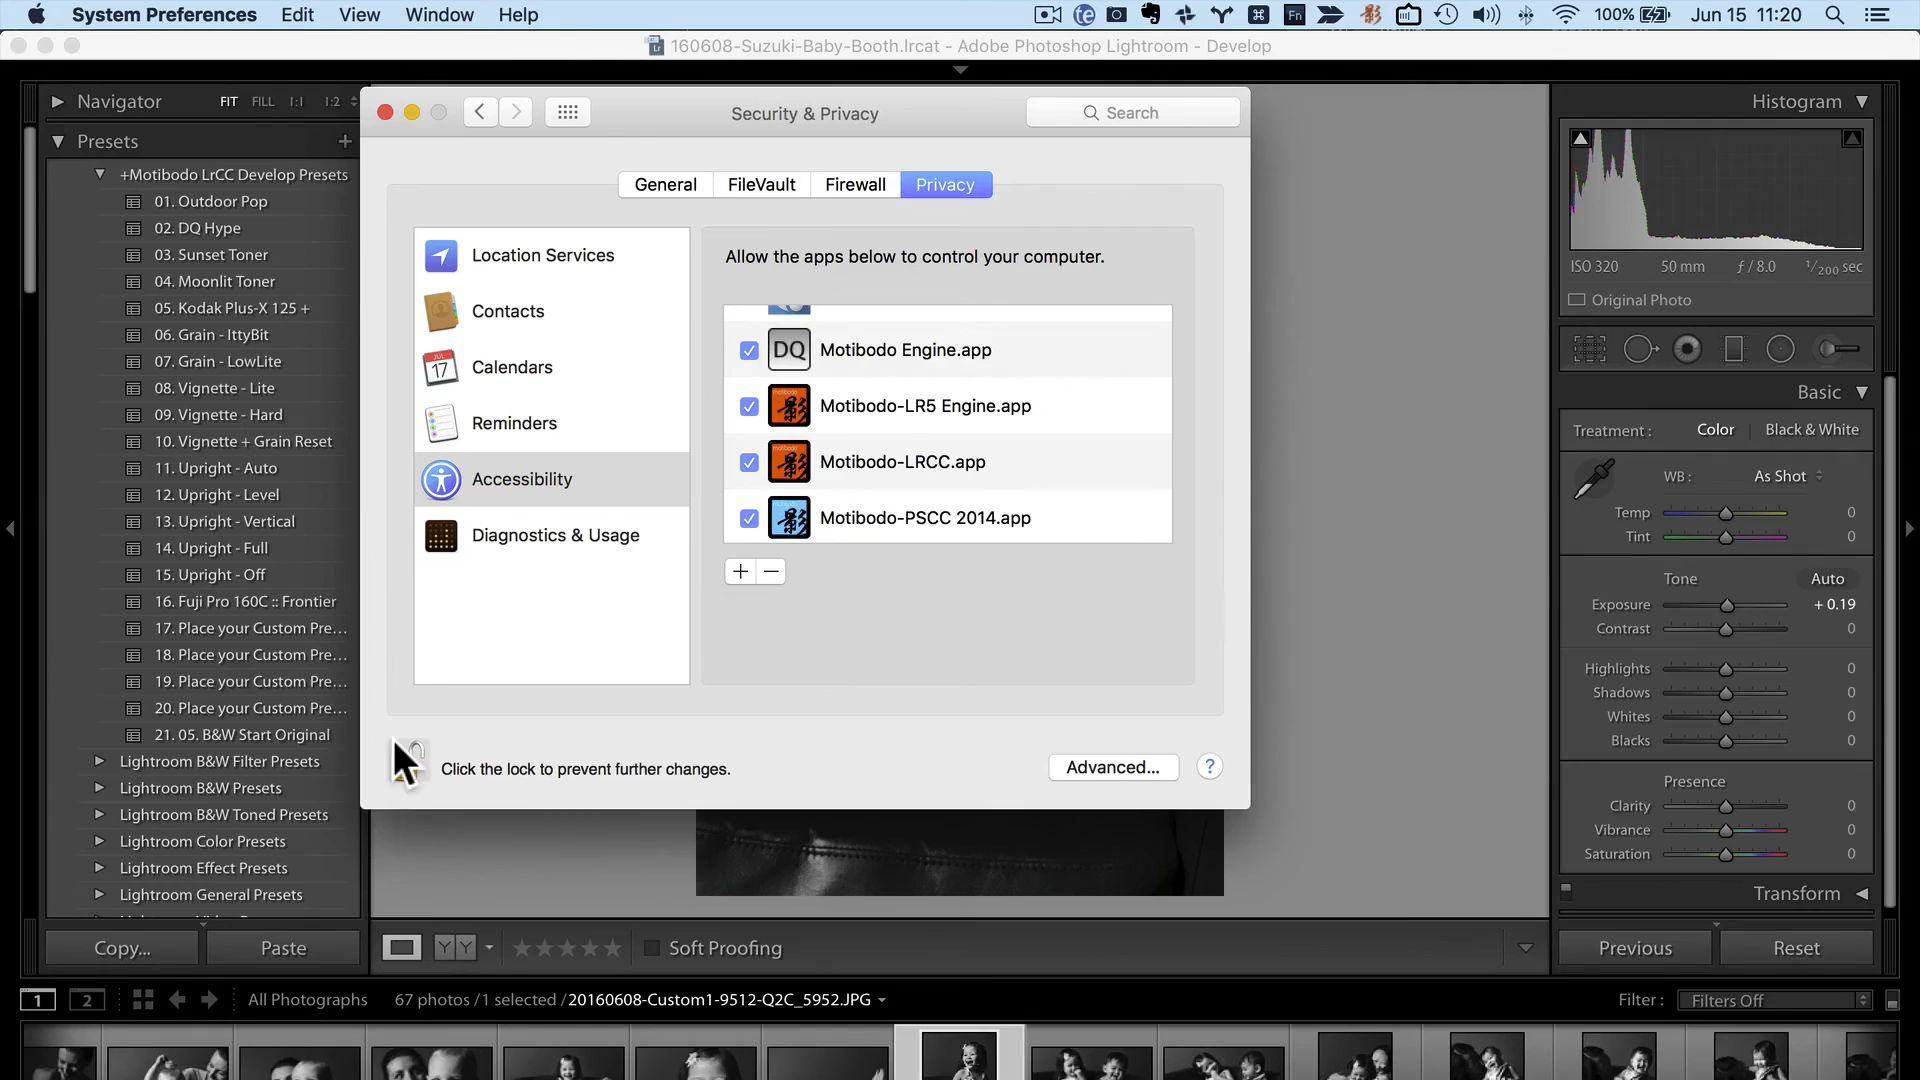 System Preferences Edit View Window Help
100% Jun 15 11:20
160608-Suzuki-Baby-Booth.lrcat - Adobe Photoshop Lightroom - Develop
Navigator FIT FILL 1:1 1:2
Presets +
+Motibodo LrCC Develop Presets
01. Outdoor Pop
02. DQ Hype
03. Sunset Toner
04. Moonlit Toner
05. Kodak Plus-X 125 +
06. Grain - IttyBit
07. Grain - LowLite
08. Vignette - Lite
09. Vignette - Hard
10. Vignette + Grain Reset
11. Upright - Auto
12. Upright - Level
13. Upright - Vertical
14. Upright - Full
15. Upright - Off
16. Fuji Pro 160C :: Frontier
17. Place your Custom Pre...
18. Place your Custom Pre...
19. Place your Custom Pre...
20. Place your Custom Pre...
21. 05. B&W Start Original
Lightroom B&W Filter Presets
Lightroom B&W Presets
Lightroom B&W Toned Presets
Lightroom Color Presets
Lightroom Effect Presets
Lightroom General Presets
Copy... Paste
Security & Privacy
Search
General FileVault Firewall Privacy
Location Services
Contacts
JUL
17
Calendars
Reminders
Accessibility
Diagnostics & Usage
Allow the apps below to control your computer.
DQ Motibodo Engine.app
motibodo 影 Motibodo-LR5 Engine.app
motibodo 影 Motibodo-LRCC.app
影 Motibodo-PSCC 2014.app
+ −
Click the lock to prevent further changes.
Advanced... ?
Histogram
ISO 320 50 mm ƒ / 8.0 1/200 sec
Original Photo
Basic
Treatment : Color Black & White
WB : As Shot
Temp 0
Tint 0
Tone Auto
Exposure + 0.19
Contrast 0
Highlights 0
Shadows 0
Whites 0
Blacks 0
Presence
Clarity 0
Vibrance 0
Saturation 0
Transform
Previous Reset
YY Soft Proofing
1 2 All Photographs 67 photos / 1 selected / 20160608-Custom1-9512-Q2C_5952.JPG
Filter : Filters Off